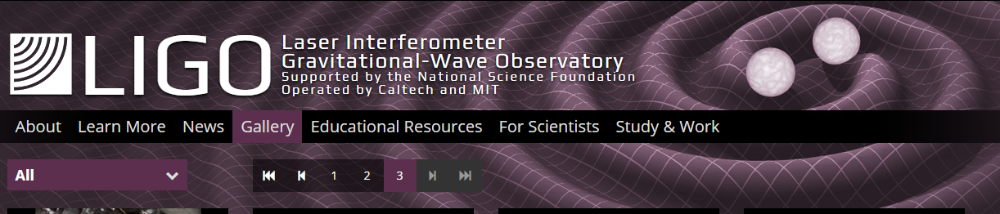 LIGO
Laser Interferometer
Gravitational-Wave Observatory
Supported by the National Science Foundation
Operated by Caltech and MIT
About Learn More News Gallery Educational Resources For Scientists Study & Work
All 1 2 3